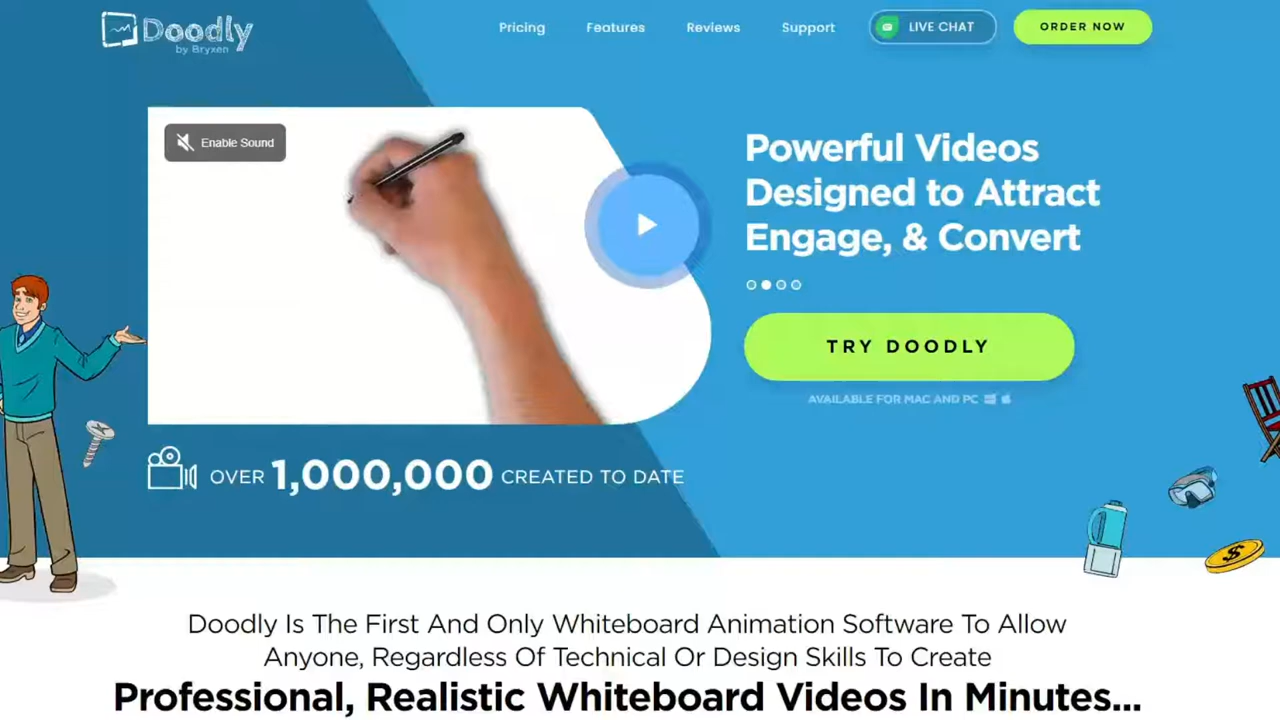 Doodly
by Bryxen
Pricing
Features
Reviews
Support
LIVE CHAT
ORDER NOW
Enable Sound
Powerful Videos
Designed to Attract
Engage, & Convert
TRY DOODLY
AVAILABLE FOR MAC AND PC
OVER 1,000,000 CREATED TO DATE
Doodly Is The First And Only Whiteboard Animation Software To Allow
Anyone, Regardless Of Technical Or Design Skills To Create
Professional, Realistic Whiteboard Videos In Minutes...